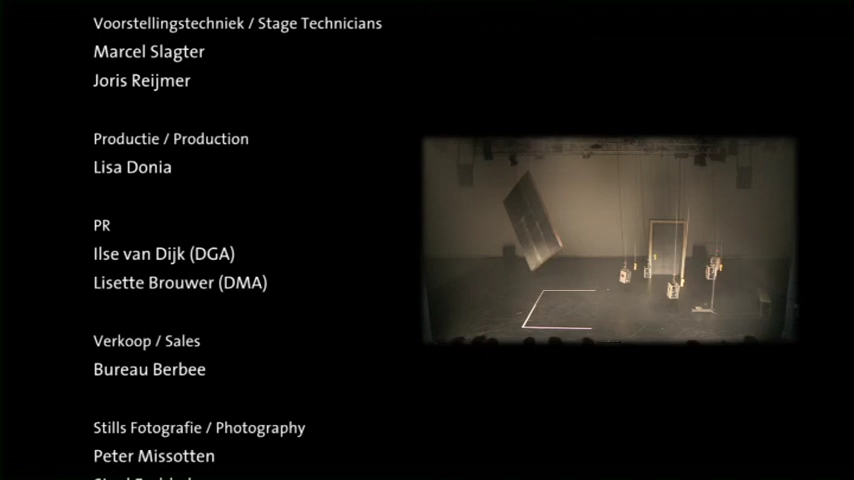 Voorstellingstechniek / Stage Technicians
Marcel Slagter
Joris Reijmer
Productie / Production
Lisa Donia
PR
Ilse van Dijk (DGA)
Lisette Brouwer (DMA)
Verkoop / Sales
Bureau Berbee
Stills Fotografie / Photography
Peter Missotten